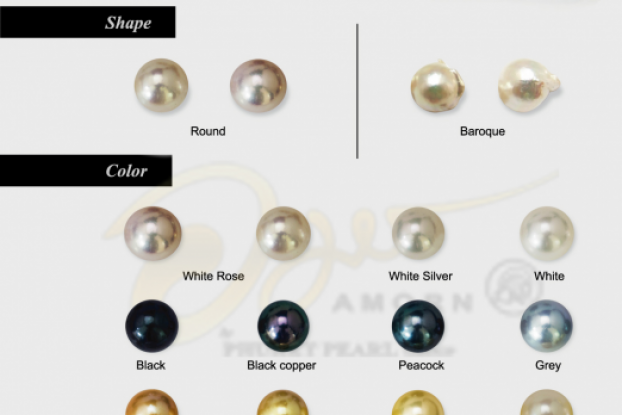 Shape
Round
Baroque
Color
White Rose
White Silver
White
AMORN
Black
Black copper
Peacock
Grey